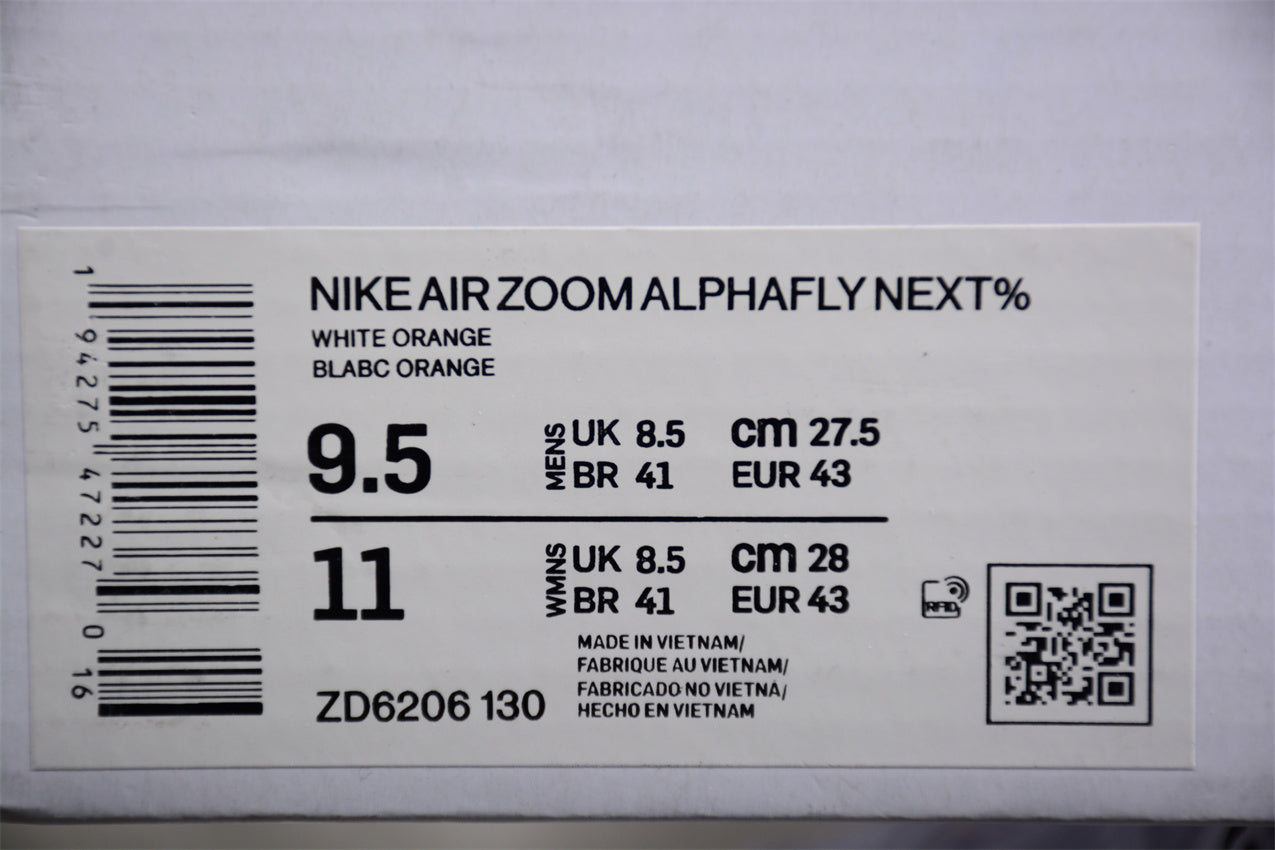 NIKE AIR ZOOM ALPHAFLY NEXT%
WHITE ORANGE
BLABC ORANGE
9.5
MENS
UK 8.5 cm 27.5
BR 41 EUR 43
11
WMNS
UK 8.5 cm 28
BR 41 EUR 43
MADE IN VIETNAM/
FABRIQUE AU VIETNAM/
FABRICADO NO VIETNA/
HECHO EN VIETNAM
ZD6206 130
RFID
1 94275 47227 0 16